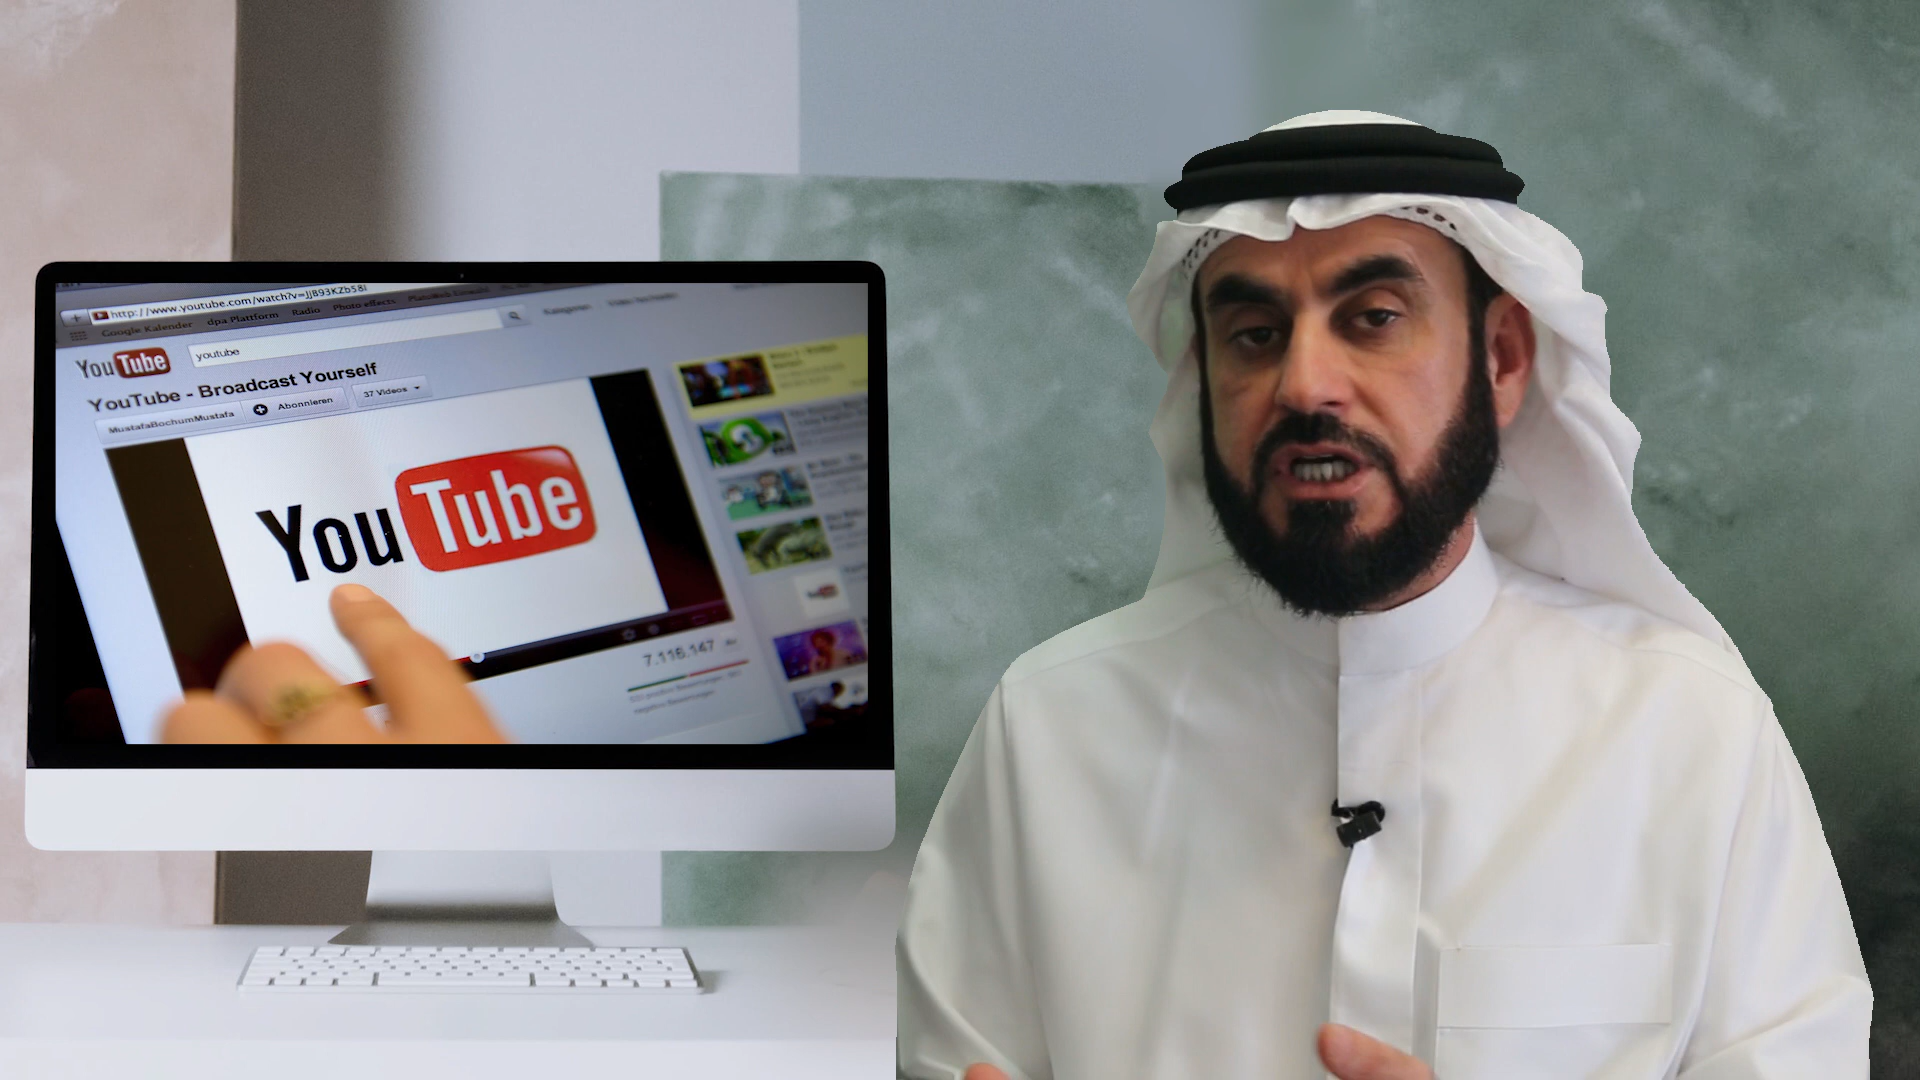 http://www.youtube.com/watch?v=JJB93KZb58I
Google Kalender dpa Plattform Radio Photo effects
YouTube
youtube
YouTube - Broadcast Yourself
MustafaBochumMustafa Abonnieren 37 Videos
YouTube
7.116.147